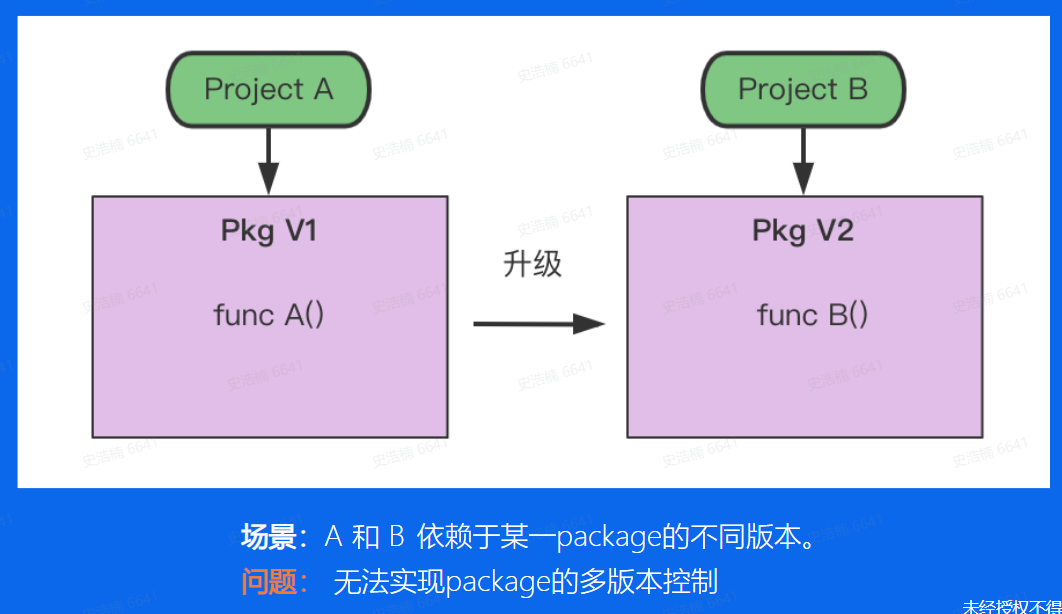 Project A
Project B
Pkg V1
Pkg V2
升级
func A()
func B()
场景：A 和 B 依赖于某一package的不同版本。
问题： 无法实现package的多版本控制
未经授权不得
史浩楠 6641